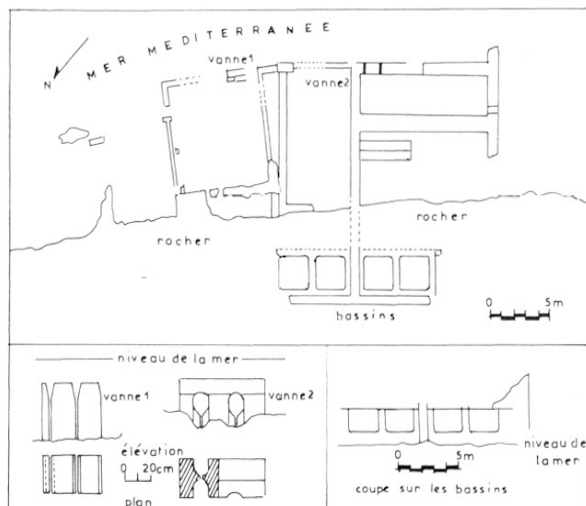 MER MEDITERRANEE
N
vanne1
vanne2
rocher
rocher
bassins
0 5m
niveau de la mer
vanne1
vanne2
élévation
0 20cm
plan
niveau de
la mer
0 5m
coupe sur les bassins